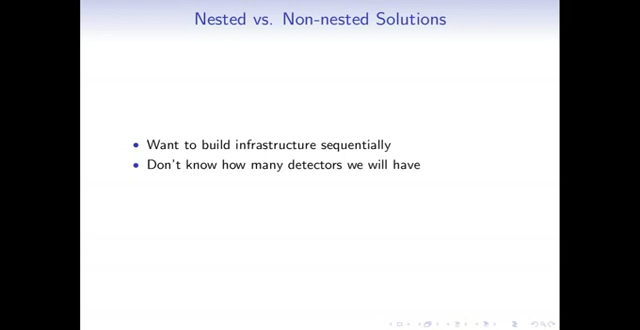 Nested vs. Non-nested Solutions
• Want to build infrastructure sequentially
• Don't know how many detectors we will have